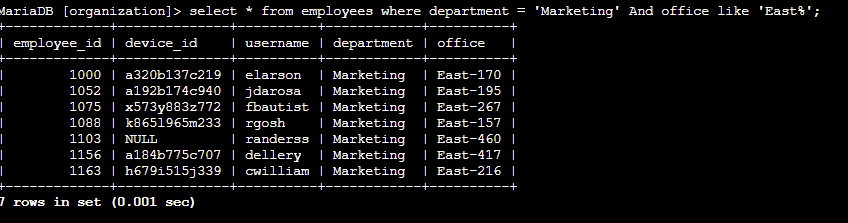 MariaDB [organization]> select * from employees where department = 'Marketing' And office like 'East%';
+-------------+--------------+----------+------------+----------+
| employee_id | device_id    | username | department | office   |
+-------------+--------------+----------+------------+----------+
|        1000 | a320b137c219 | elarson  | Marketing  | East-170 |
|        1052 | a192b174c940 | jdarosa  | Marketing  | East-195 |
|        1075 | x573y883z772 | fbautist | Marketing  | East-267 |
|        1088 | k8651965m233 | rgosh    | Marketing  | East-157 |
|        1103 | NULL         | randerss | Marketing  | East-460 |
|        1156 | a184b775c707 | dellery  | Marketing  | East-417 |
|        1163 | h679i515j339 | cwilliam | Marketing  | East-216 |
+-------------+--------------+----------+------------+----------+
7 rows in set (0.001 sec)